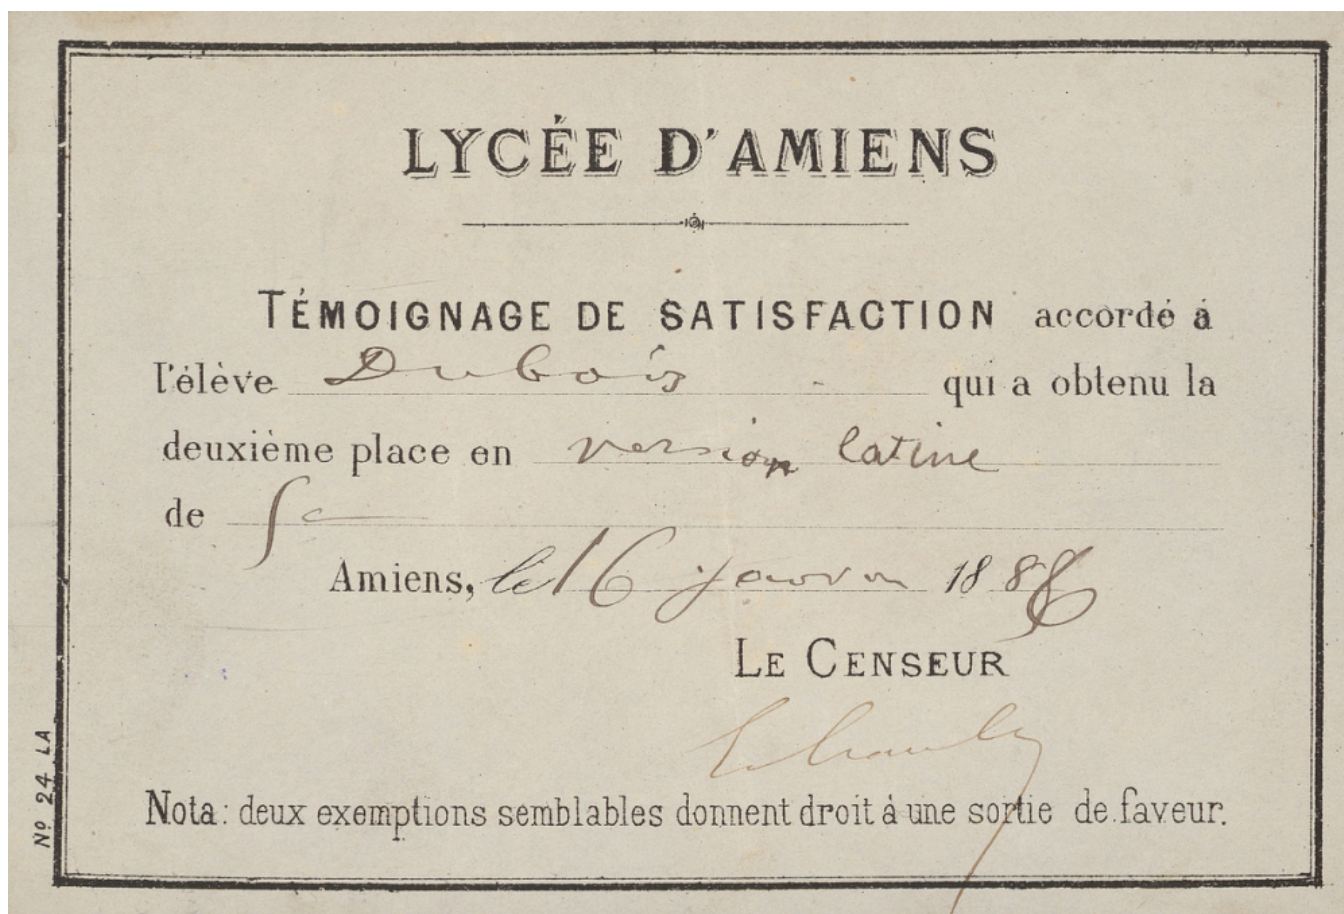 LYCÉE D'AMIENS
TÉMOIGNAGE DE SATISFACTION accordé à
l'élève Dubois qui a obtenu la
deuxième place en version latine
de
Amiens, le 16 janvier 188
LE CENSEUR
Nota: deux exemptions semblables donnent droit à une sortie de faveur.
Nº 24 LA